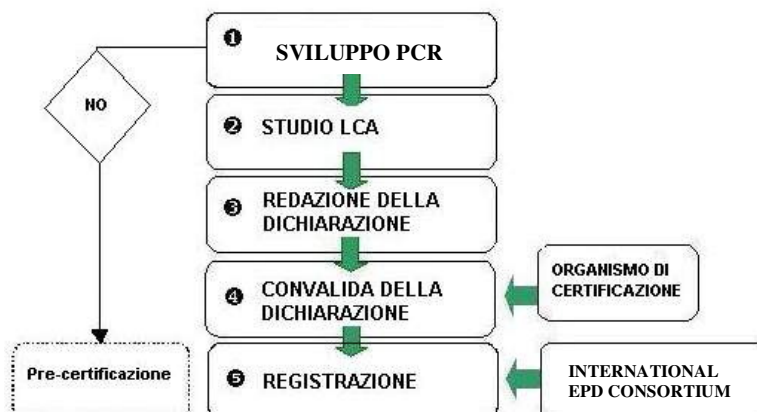 ❶ SVILUPPO PCR
NO
❷ STUDIO LCA
❸ REDAZIONE DELLA
DICHIARAZIONE
❹ CONVALIDA DELLA
DICHIARAZIONE
ORGANISMO DI
CERTIFICAZIONE
Pre-certificazione
❺ REGISTRAZIONE
INTERNATIONAL
EPD CONSORTIUM